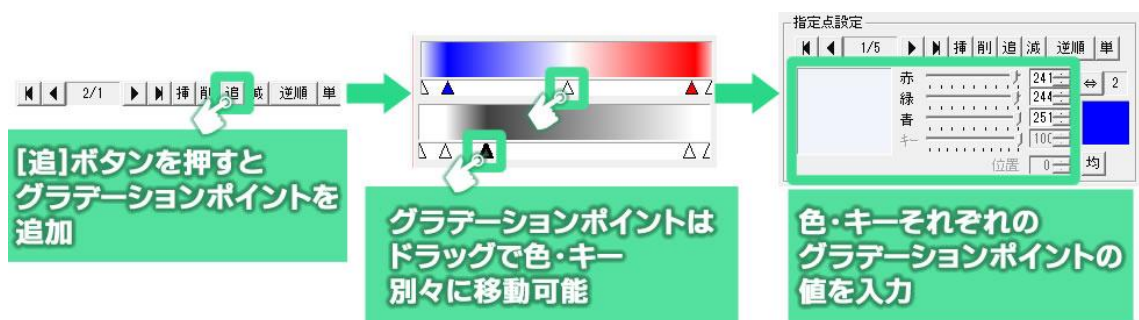 指定点設定
1/5 挿 削 追 減 逆順 単
赤 241
緑 244 ⇔ 2
青 251
キー 100
位置 0 均
2/1 挿 削 追 減 逆順 単
[追]ボタンを押すと
グラデーションポイントを
追加
グラデーションポイントは
ドラッグで色・キー
別々に移動可能
色・キーそれぞれの
グラデーションポイントの
値を入力